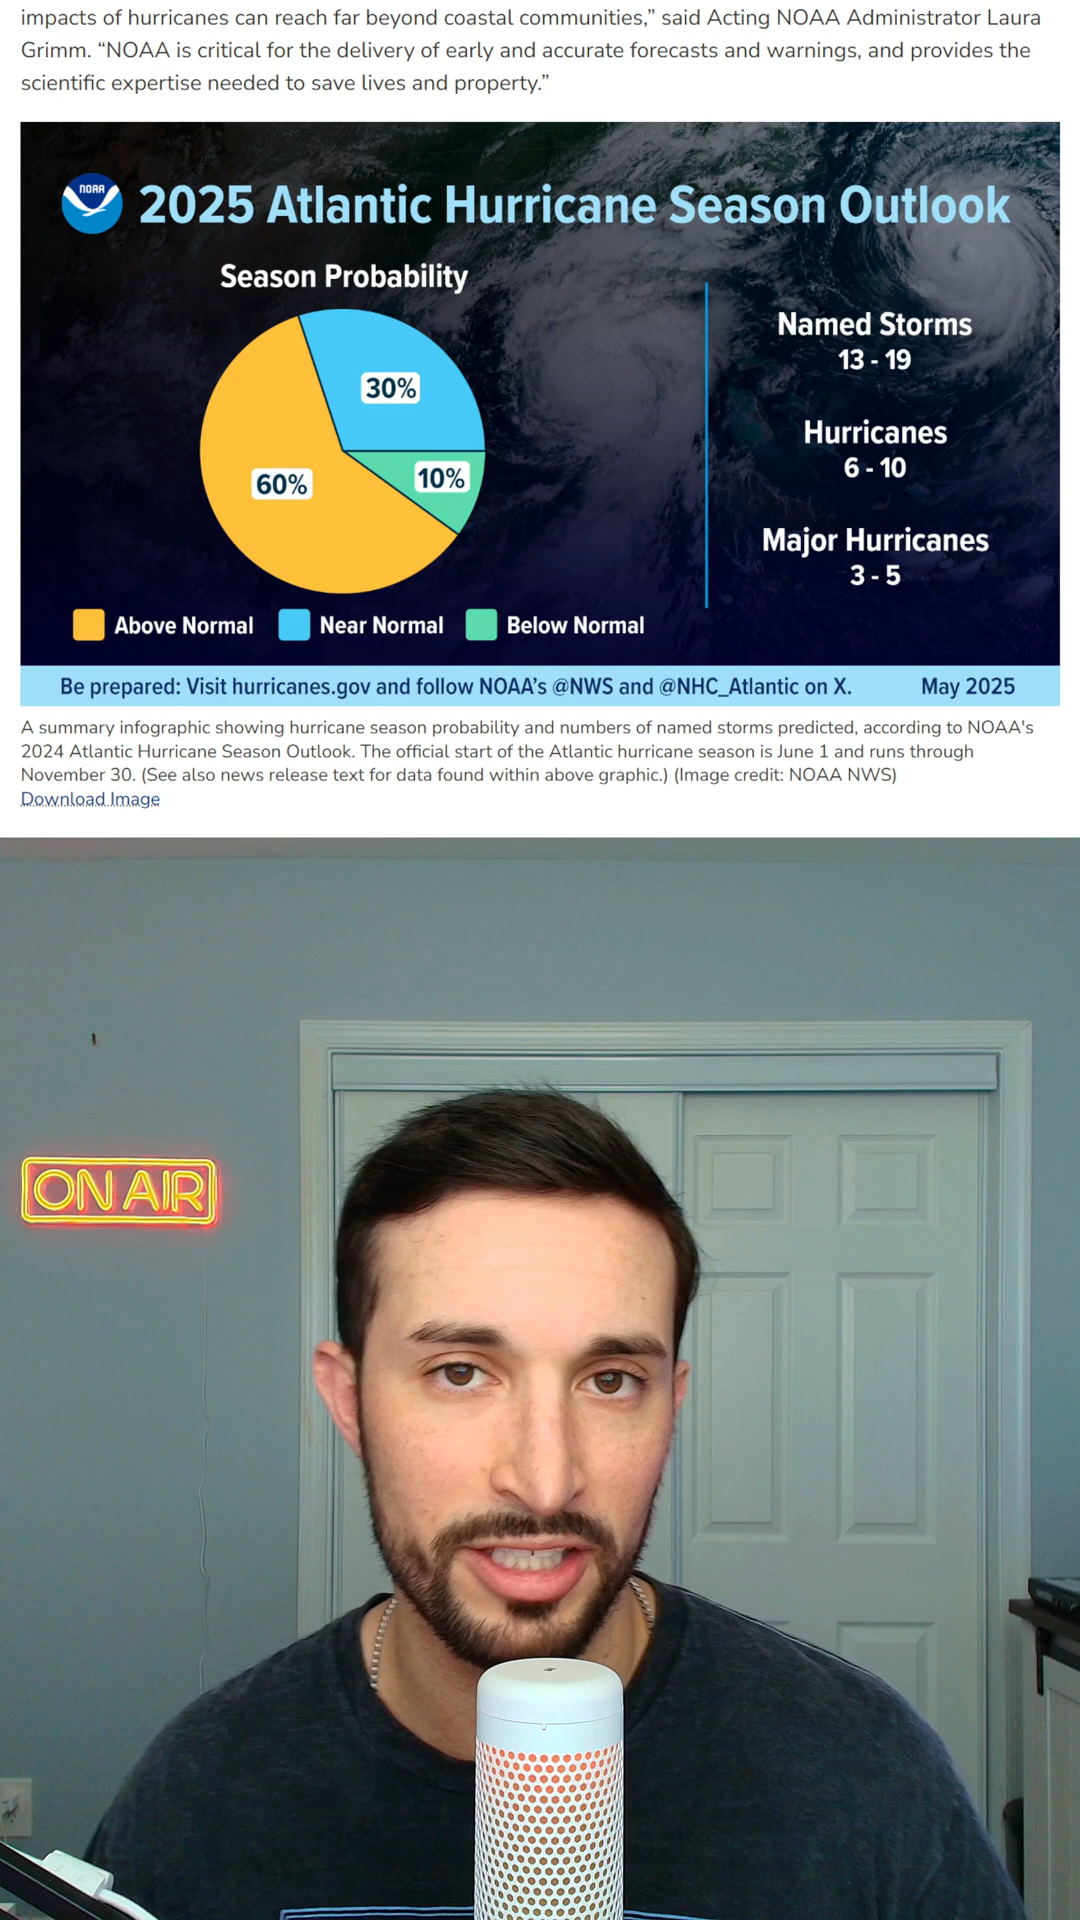 impacts of hurricanes can reach far beyond coastal communities,” said Acting NOAA Administrator Laura
Grimm. “NOAA is critical for the delivery of early and accurate forecasts and warnings, and provides the
scientific expertise needed to save lives and property.”
NOAA
2025 Atlantic Hurricane Season Outlook
Season Probability
30%
60%
10%
Above Normal
Near Normal
Below Normal
Named Storms
13 - 19
Hurricanes
6 - 10
Major Hurricanes
3 - 5
Be prepared: Visit hurricanes.gov and follow NOAA’s @NWS and @NHC_Atlantic on X.
May 2025
A summary infographic showing hurricane season probability and numbers of named storms predicted, according to NOAA's
2024 Atlantic Hurricane Season Outlook. The official start of the Atlantic hurricane season is June 1 and runs through
November 30. (See also news release text for data found within above graphic.) (Image credit: NOAA NWS)
Download Image
ON AIR